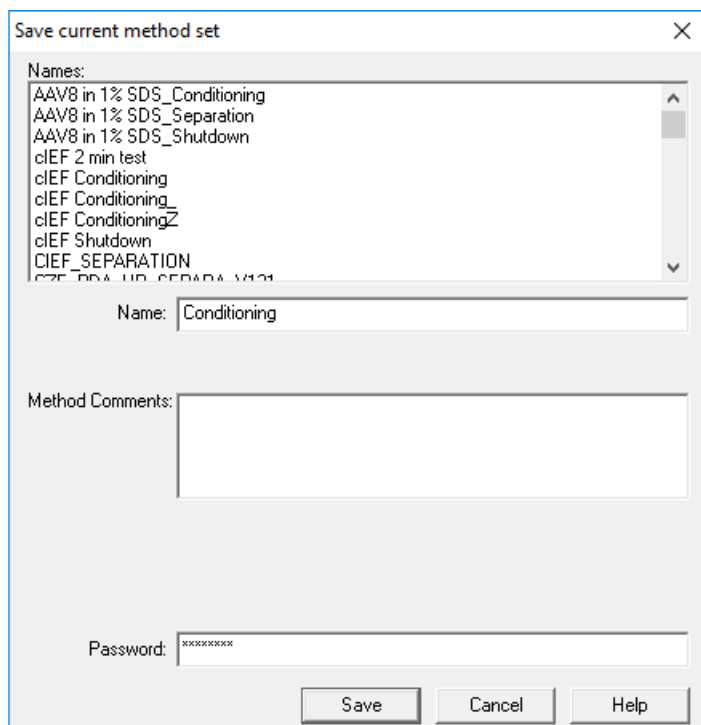 Save current method set
Names:
AAV8 in 1% SDS_Conditioning
AAV8 in 1% SDS_Separation
AAV8 in 1% SDS_Shutdown
cIEF 2 min test
cIEF Conditioning
cIEF Conditioning_
cIEF ConditioningZ
cIEF Shutdown
CIEF_SEPARATION
Name: Conditioning
Method Comments:
Password: ********
Save Cancel Help